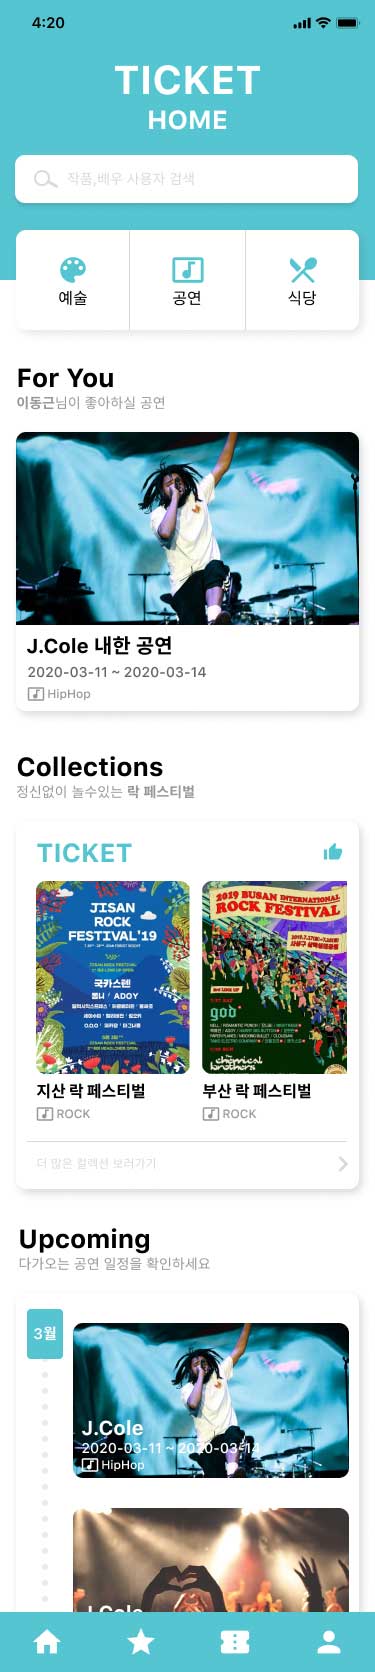 4:20
TICKET
HOME
작품,배우 사용자 검색
예술
공연
식당
For You
이동근님이 좋아하실 공연
J.Cole 내한 공연
2020-03-11 ~ 2020-03-14
HipHop
Collections
정신없이 놀수있는 락 페스티벌
TICKET
JISAN
ROCK
FESTIVAL'19
국카스텐
ADOY
2019 BUSAN INTERNATIONAL
ROCK FESTIVAL
god
the chemical brothers
지산 락 페스티벌
ROCK
부산 락 페스티벌
ROCK
더 많은 컬렉션 보러가기
Upcoming
다가오는 공연 일정을 확인하세요
3월
J.Cole
2020-03-11 ~ 2020-03-14
HipHop
J.Cole